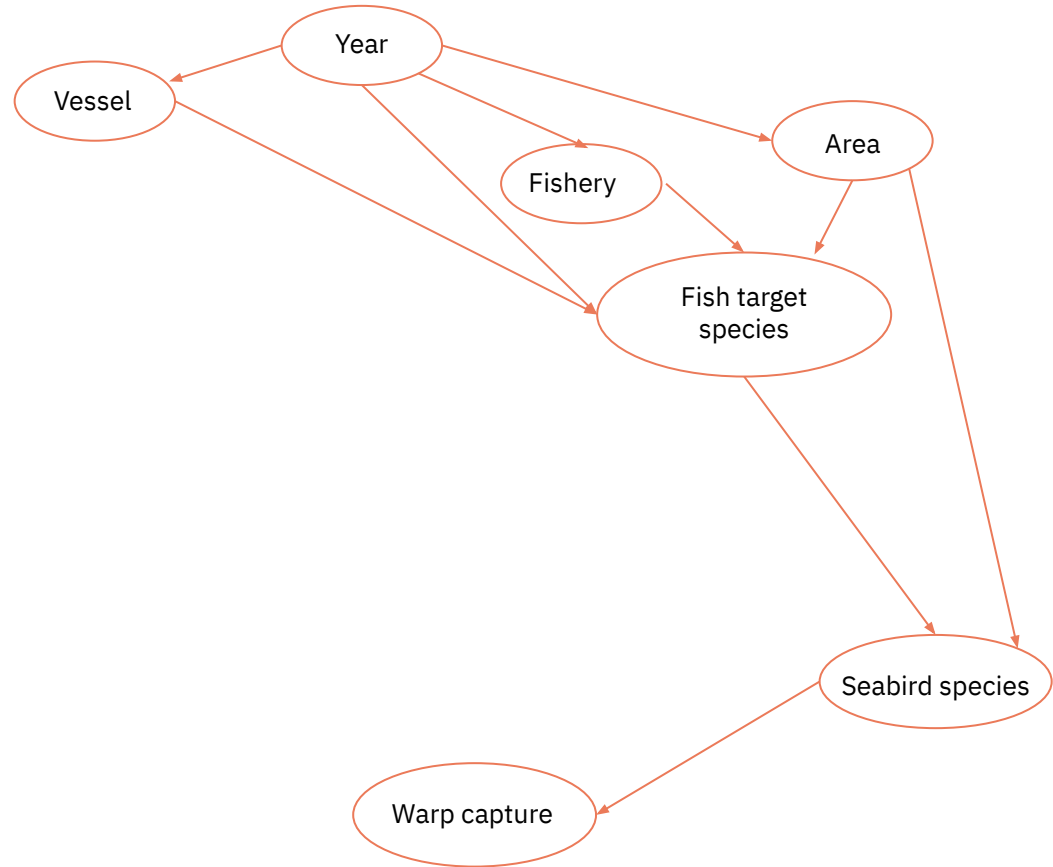 Year
Vessel
Area
Fishery
Fish target
species
Seabird species
Warp capture